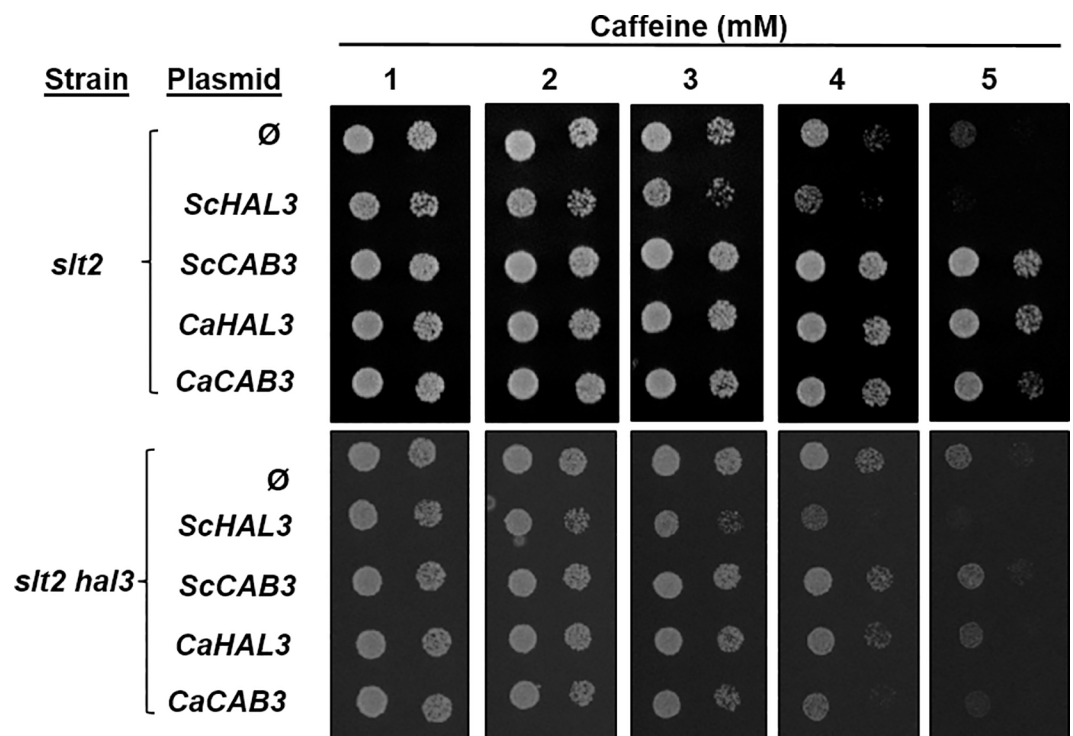 Caffeine (mM)
Strain Plasmid 1 2 3 4 5
Ø
ScHAL3
slt2 ScCAB3
CaHAL3
CaCAB3
Ø
ScHAL3
slt2 hal3 ScCAB3
CaHAL3
CaCAB3